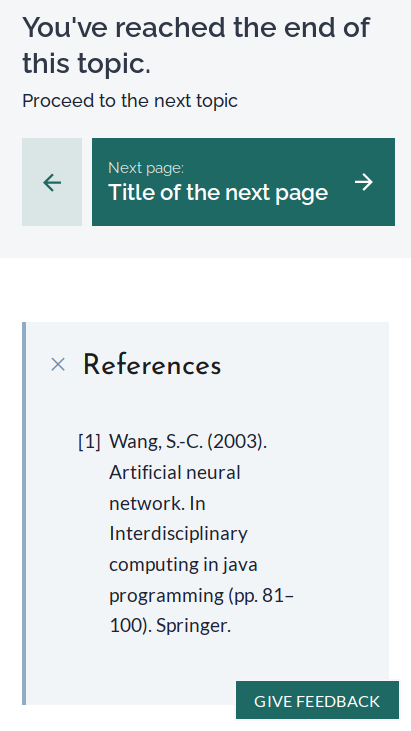 You've reached the end of
this topic.
Proceed to the next topic
Next page:
Title of the next page
References
[1] Wang, S.-C. (2003).
Artificial neural
network. In
Interdisciplinary
computing in java
programming (pp. 81–
100). Springer.
GIVE FEEDBACK